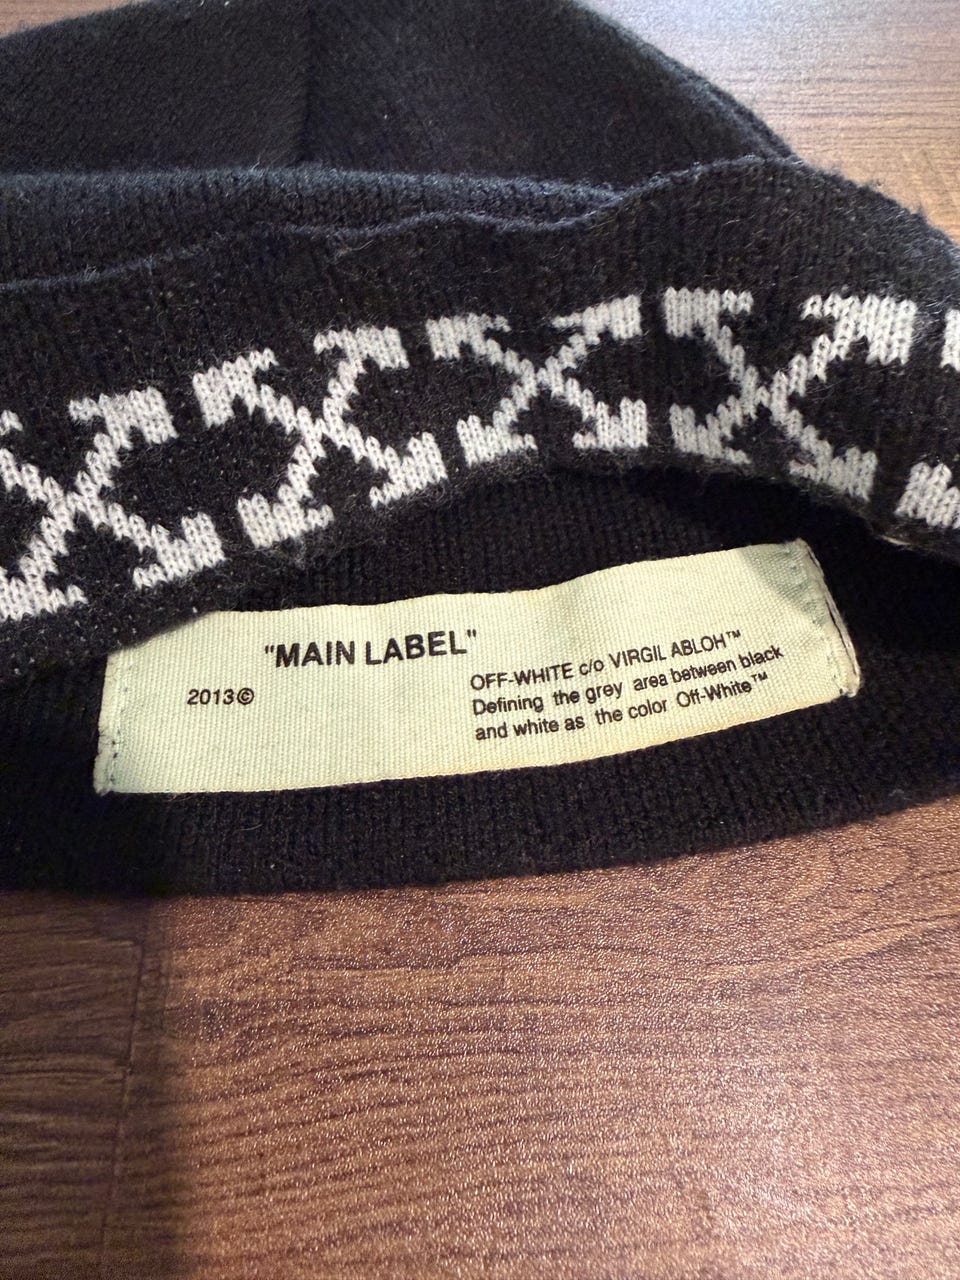 "MAIN LABEL"
2013©
OFF-WHITE c/o VIRGIL ABLOH™
Defining the grey area between black
and white as the color Off-White™